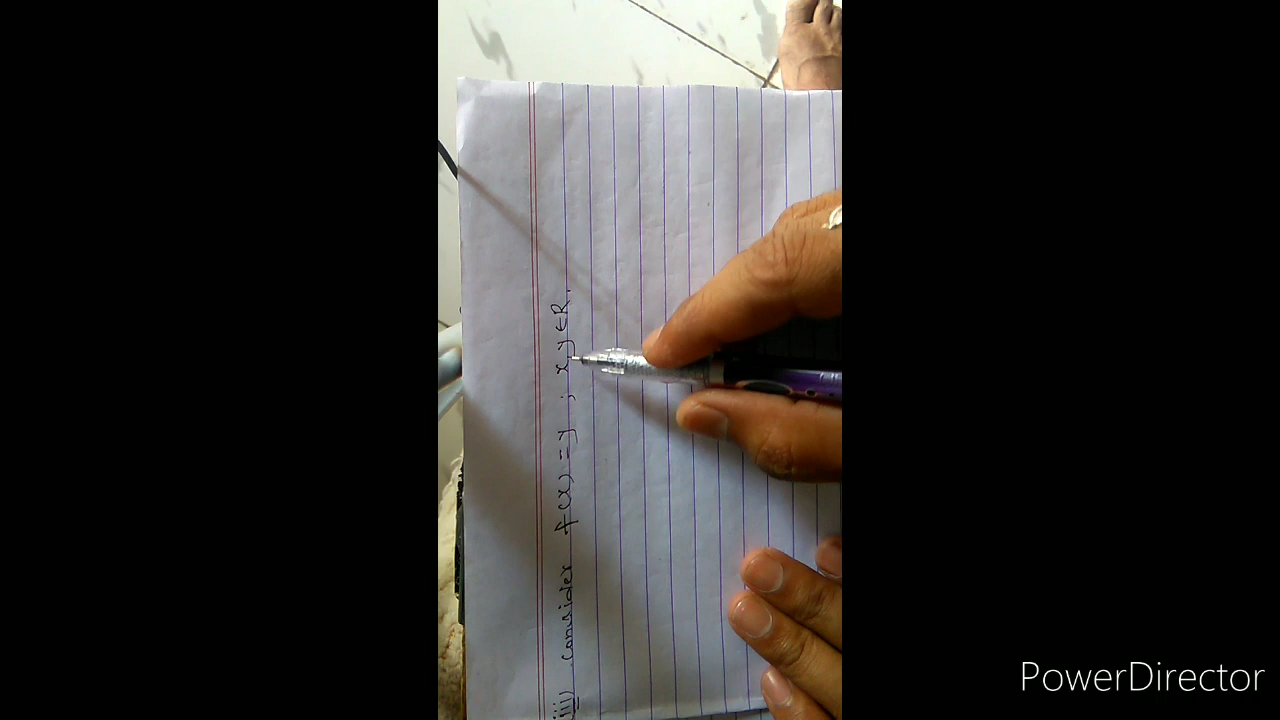 iii) consider f(x) = y ; x, y ∈ R.
PowerDirector